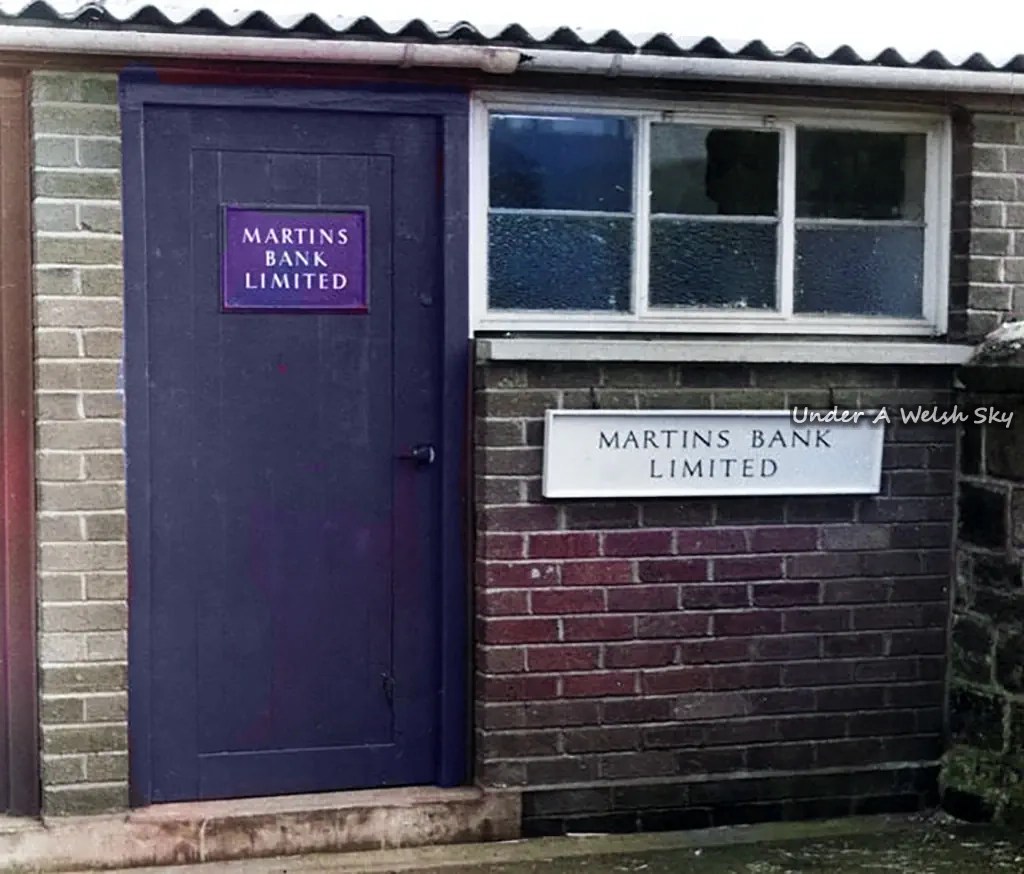 MARTINS
BANK
LIMITED
MARTINS BANK
LIMITED
Under A Welsh Sky